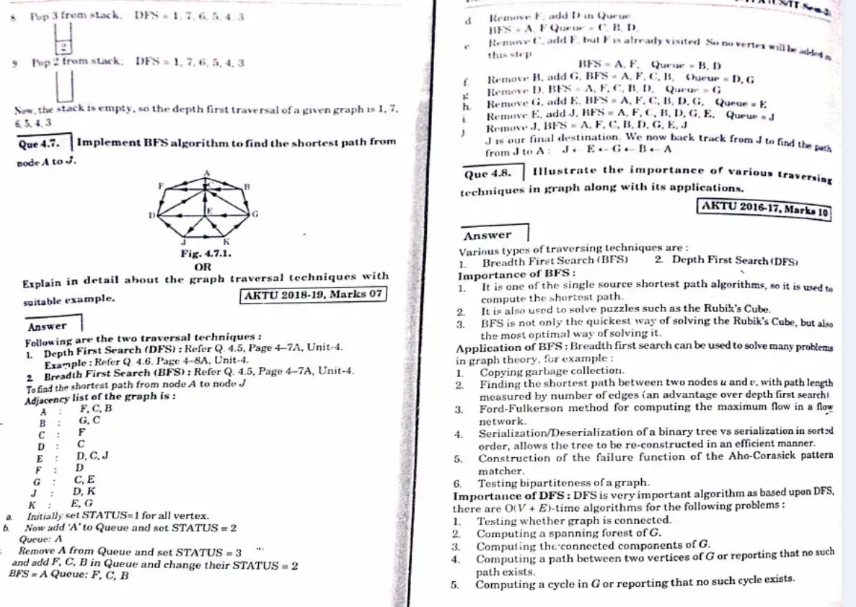 8. Pop 3 from stack. DFS = 1, 7, 6, 5, 4, 3
2
9. Pop 2 from stack. DFS = 1, 7, 6, 5, 4, 3
Now, the stack is empty, so the depth first traversal of a given graph is 1, 7,
6, 5, 4, 3.
Que 4.7. Implement BFS algorithm to find the shortest path from
node A to J.
A
F
B
D
E
G
J
K
Fig. 4.7.1.
OR
Explain in detail about the graph traversal techniques with
suitable example.
AKTU 2018-19, Marks 07
Answer
Following are the two traversal techniques :
1. Depth First Search (DFS) : Refer Q. 4.5, Page 4–7A, Unit-4.
Example : Refer Q. 4.6. Page 4–8A, Unit-4.
2. Breadth First Search (BFS) : Refer Q. 4.5, Page 4–7A, Unit-4.
To find the shortest path from node A to node J
Adjacency list of the graph is :
A : F, C, B
B : G, C
C : F
D : C
E : D, C, J
F : D
G : C, E
J : D, K
K : E, G
a. Initially set STATUS=1 for all vertex.
b. Now add 'A' to Queue and set STATUS = 2
Queue: A
Remove A from Queue and set STATUS = 3
and add F, C, B in Queue and change their STATUS = 2
BFS = A Queue: F, C, B
d. Remove F, add D in Queue
BFS = A, F Queue = C, B, D,
e. Remove C, add F, but F is already visited So no vertex will be added in
this step
BFS = A, F, Queue = B, D
f. Remove B, add G, BFS = A, F, C, B, Queue = D, G
g. Remove D, BFS = A, F, C, B, D, Queue = G
h. Remove G, add E, BFS = A, F, C, B, D, G, Queue = E
i. Remove E, add J, BFS = A, F, C, B, D, G, E, Queue = J
j. Remove J, BFS = A, F, C, B, D, G, E, J
J is our final destination. We now back track from J to find the path
from J to A : J ← E ← G ← B ← A
Que 4.8. Illustrate the importance of various traversing
techniques in graph along with its applications.
AKTU 2016-17, Marks 10
Answer
Various types of traversing techniques are :
1. Breadth First Search (BFS) 2. Depth First Search (DFS)
Importance of BFS :
1. It is one of the single source shortest path algorithms, so it is used to
compute the shortest path.
2. It is also used to solve puzzles such as the Rubik's Cube.
3. BFS is not only the quickest way of solving the Rubik's Cube, but also
the most optimal way of solving it.
Application of BFS : Breadth first search can be used to solve many problems
in graph theory, for example :
1. Copying garbage collection.
2. Finding the shortest path between two nodes u and v, with path length
measured by number of edges (an advantage over depth first search)
3. Ford-Fulkerson method for computing the maximum flow in a flow
network.
4. Serialization/Deserialization of a binary tree vs serialization in sorted
order, allows the tree to be re-constructed in an efficient manner.
5. Construction of the failure function of the Aho-Corasick pattern
matcher.
6. Testing bipartiteness of a graph.
Importance of DFS : DFS is very important algorithm as based upon DFS,
there are O(V + E)-time algorithms for the following problems :
1. Testing whether graph is connected.
2. Computing a spanning forest of G.
3. Computing the connected components of G.
4. Computing a path between two vertices of G or reporting that no such
path exists.
5. Computing a cycle in G or reporting that no such cycle exists.